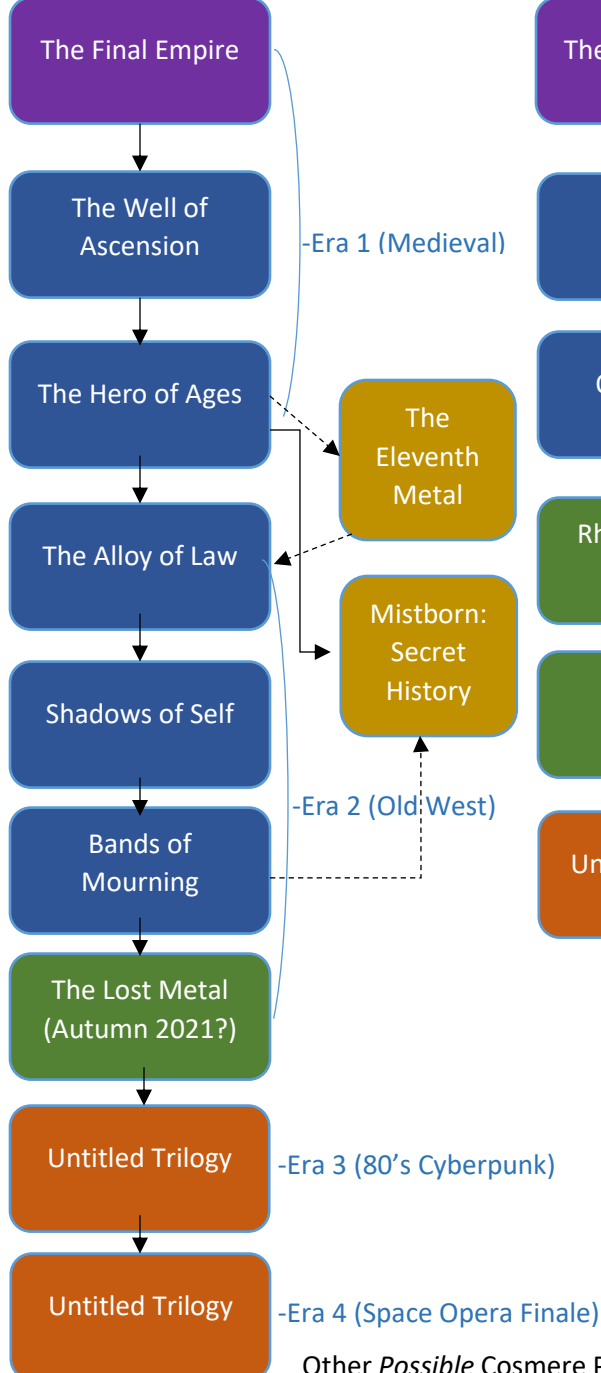 The Final Empire
The Well of
Ascension
-Era 1 (Medieval)
The Hero of Ages
The
Eleventh
Metal
The Alloy of Law
Mistborn:
Secret
History
Shadows of Self
-Era 2 (Old West)
Bands of
Mourning
The Lost Metal
(Autumn 2021?)
Untitled Trilogy
-Era 3 (80’s Cyberpunk)
Untitled Trilogy
-Era 4 (Space Opera Finale)
Other Possible Cosmere
The